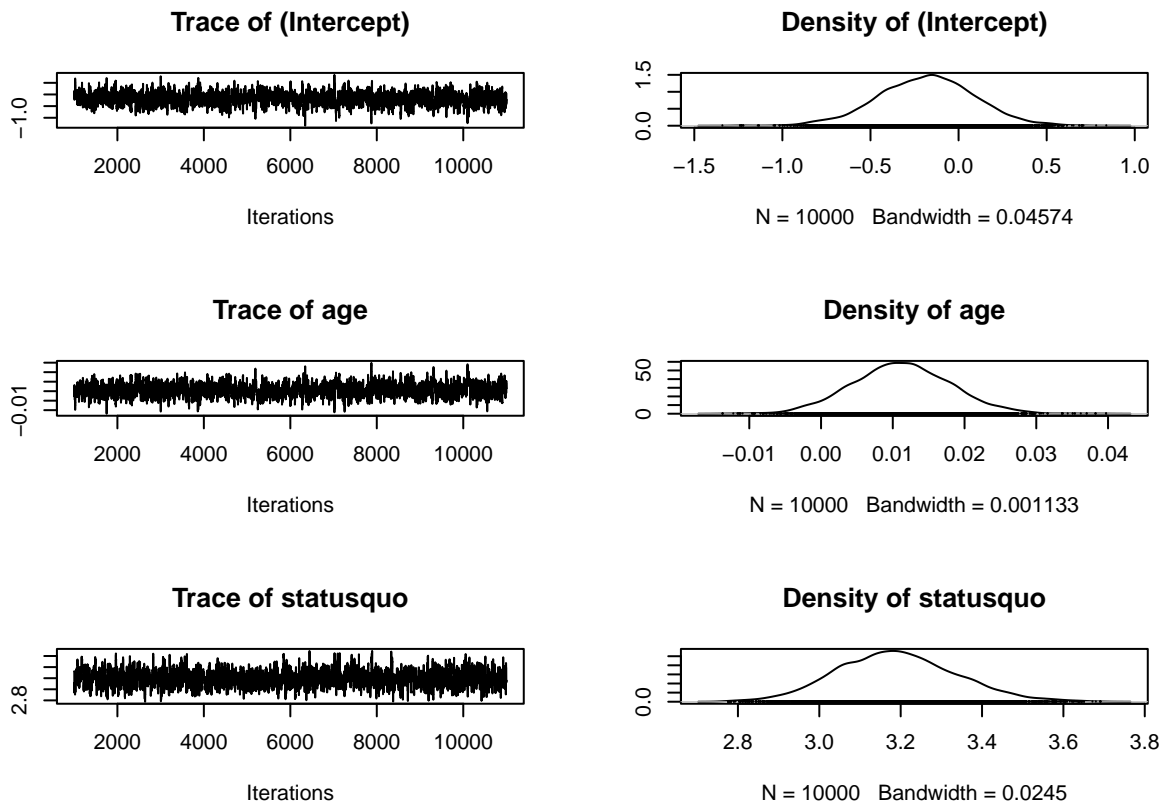 Trace of (Intercept)
−1.0
2000 4000 6000 8000 10000
Iterations
Density of (Intercept)
0.0 1.5
−1.5 −1.0 −0.5 0.0 0.5 1.0
N = 10000 Bandwidth = 0.04574
Trace of age
−0.01
2000 4000 6000 8000 10000
Iterations
Density of age
0 50
−0.01 0.00 0.01 0.02 0.03 0.04
N = 10000 Bandwidth = 0.001133
Trace of statusquo
2.8
2000 4000 6000 8000 10000
Iterations
Density of statusquo
0.0
2.8 3.0 3.2 3.4 3.6 3.8
N = 10000 Bandwidth = 0.0245